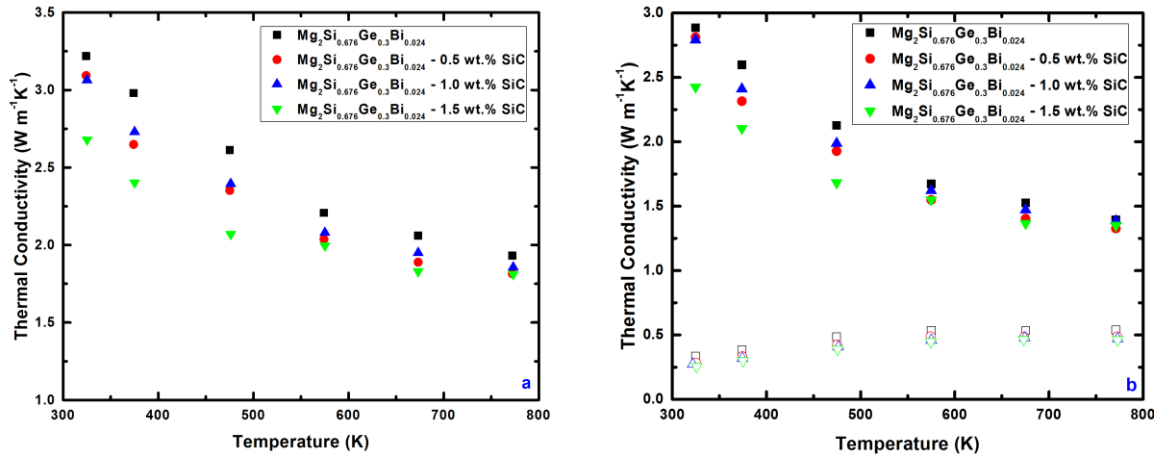 3.5
3.0
2.5
2.0
1.5
1.0
Thermal Conductivity (W m⁻¹K⁻¹)
Mg₂Si₀.₆₇₆Ge₀.₃Bi₀.₀₂₄
Mg₂Si₀.₆₇₆Ge₀.₃Bi₀.₀₂₄ - 0.5 wt.% SiC
Mg₂Si₀.₆₇₆Ge₀.₃Bi₀.₀₂₄ - 1.0 wt.% SiC
Mg₂Si₀.₆₇₆Ge₀.₃Bi₀.₀₂₄ - 1.5 wt.% SiC
a
300 400 500 600 700 800
Temperature (K)
3.0
2.5
2.0
1.5
1.0
0.5
0.0
Thermal Conductivity (W m⁻¹K⁻¹)
Mg₂Si₀.₆₇₆Ge₀.₃Bi₀.₀₂₄
Mg₂Si₀.₆₇₆Ge₀.₃Bi₀.₀₂₄ - 0.5 wt.% SiC
Mg₂Si₀.₆₇₆Ge₀.₃Bi₀.₀₂₄ - 1.0 wt.% SiC
Mg₂Si₀.₆₇₆Ge₀.₃Bi₀.₀₂₄ - 1.5 wt.% SiC
b
300 400 500 600 700 800
Temperature (K)